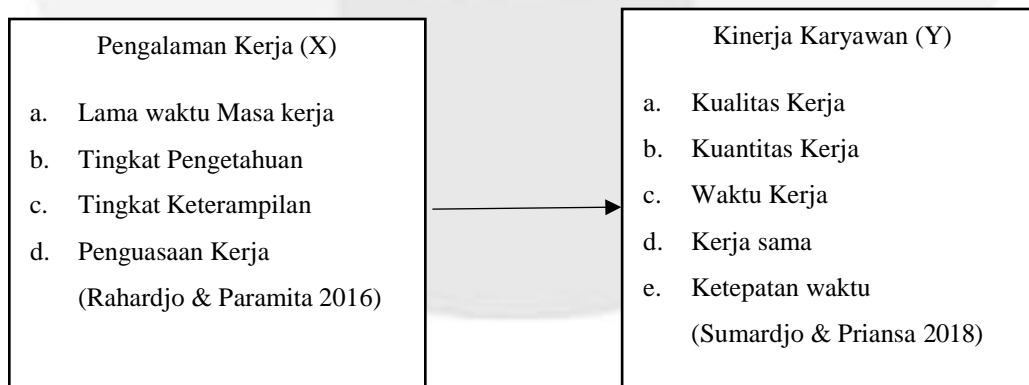 Pengalaman Kerja (X)
a. Lama waktu Masa kerja
b. Tingkat Pengetahuan
c. Tingkat Keterampilan
d. Penguasaan Kerja
(Rahardjo & Paramita 2016)
Kinerja Karyawan (Y)
a. Kualitas Kerja
b. Kuantitas Kerja
c. Waktu Kerja
d. Kerja sama
e. Ketepatan waktu
(Sumardjo & Priansa 2018)